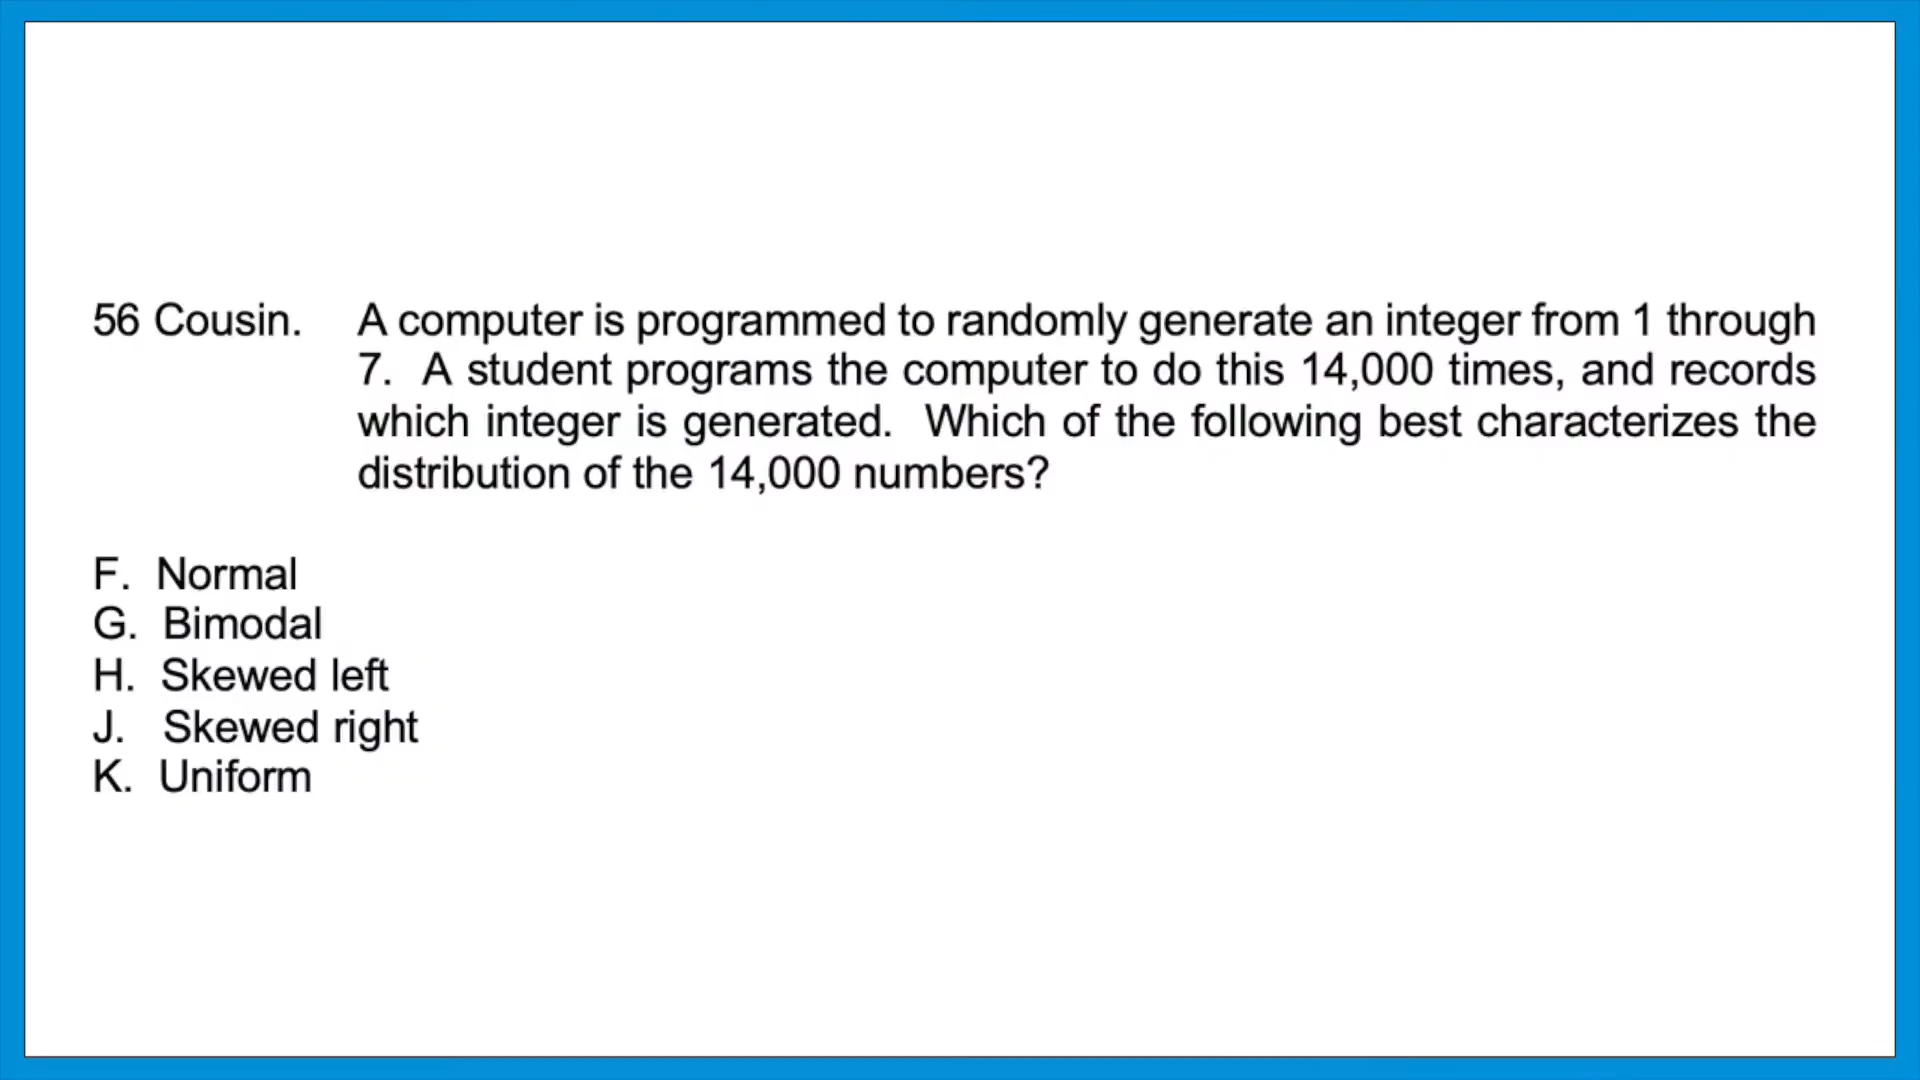 56 Cousin. A computer is programmed to randomly generate an integer from 1 through
7. A student programs the computer to do this 14,000 times, and records
which integer is generated. Which of the following best characterizes the
distribution of the 14,000 numbers?
F. Normal
G. Bimodal
H. Skewed left
J. Skewed right
K. Uniform